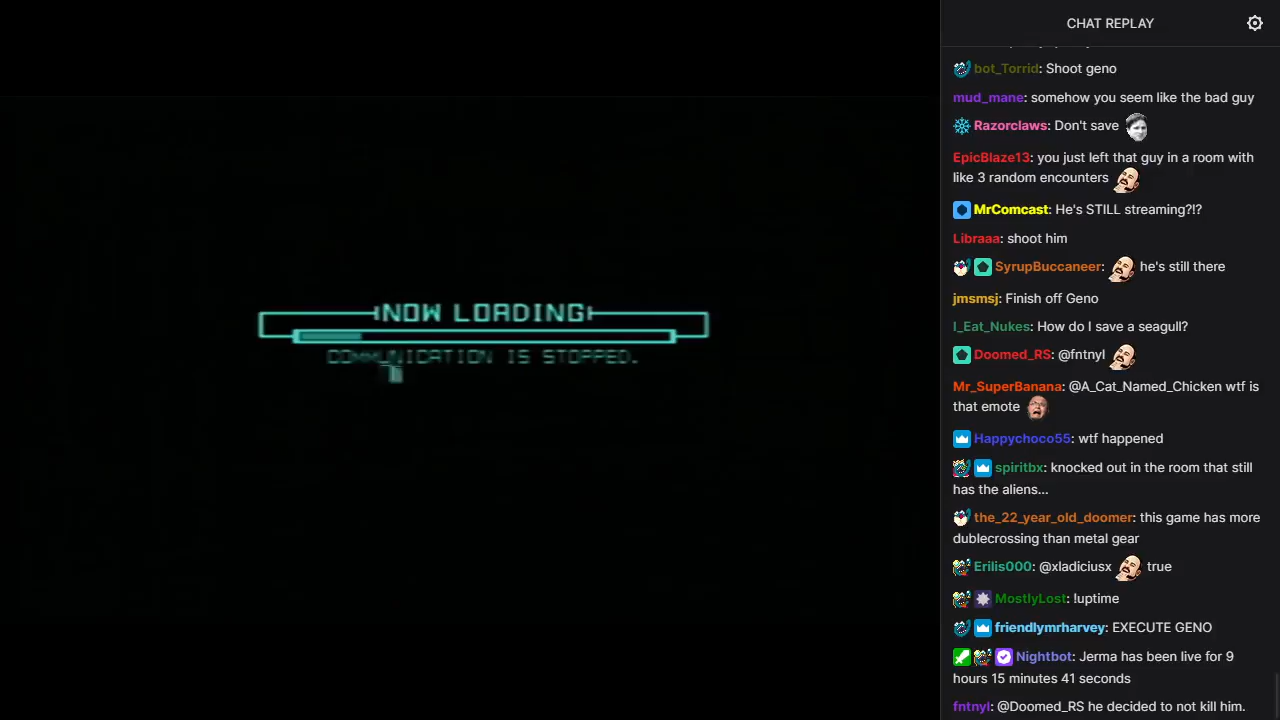 CHAT REPLAY
bot_Torrid: Shoot geno
mud_mane: somehow you seem like the bad guy
Razorclaws: Don't save
EpicBlaze13: you just left that guy in a room with
like 3 random encounters
MrComcast: He's STILL streaming?!?
Libraaa: shoot him
SyrupBuccaneer: he's still there
jmsmsj: Finish off Geno
I_Eat_Nukes: How do I save a seagull?
Doomed_RS: @fntnyl
Mr_SuperBanana: @A_Cat_Named_Chicken wtf is
that emote
Happychoco55: wtf happened
spiritbx: knocked out in the room that still
has the aliens...
the_22_year_old_doomer: this game has more
dublecrossing than metal gear
Erilis000: @xladiciusx true
MostlyLost: !uptime
friendlymrharvey: EXECUTE GENO
Nightbot: Jerma has been live for 9
hours 15 minutes 41 seconds
fntnyl: @Doomed_RS he decided to not kill him.
NOW LOADING
COMMUNICATION IS STOPPED.